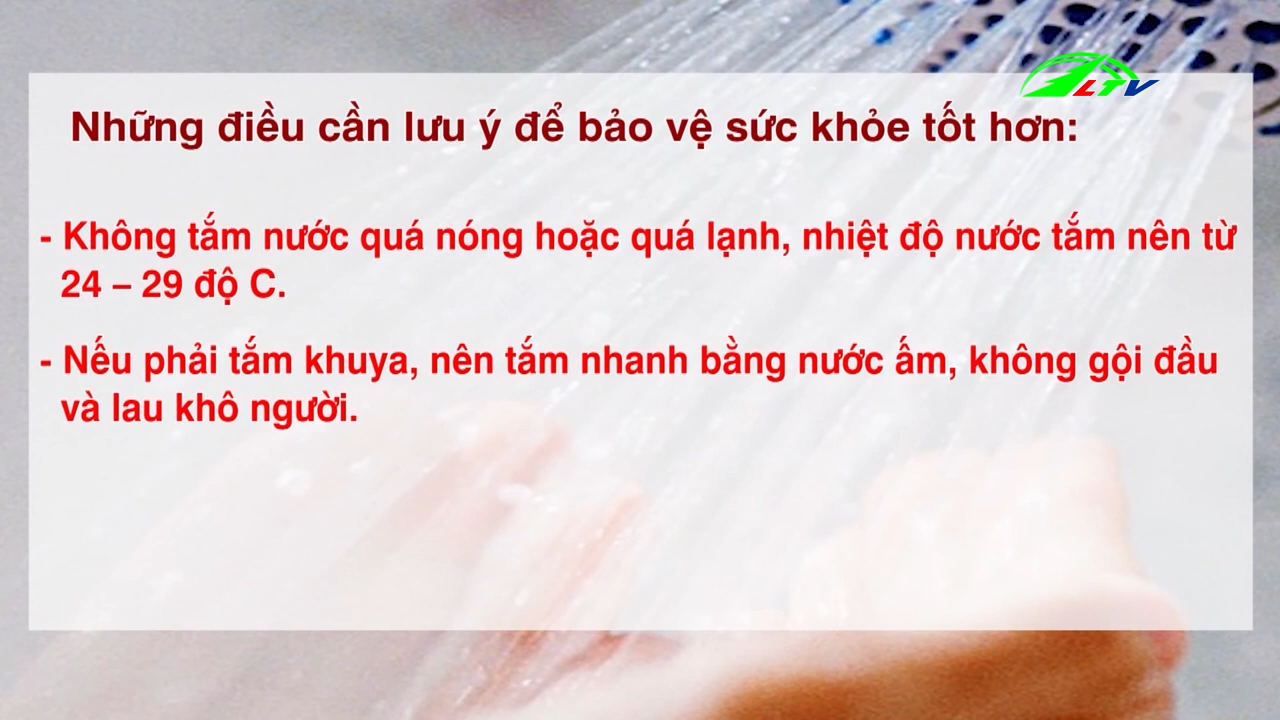 LTV
Những điều cần lưu ý để bảo vệ sức khỏe tốt hơn:
- Không tắm nước quá nóng hoặc quá lạnh, nhiệt độ nước tắm nên từ
24 – 29 độ C.
- Nếu phải tắm khuya, nên tắm nhanh bằng nước ấm, không gội đầu
và lau khô người.